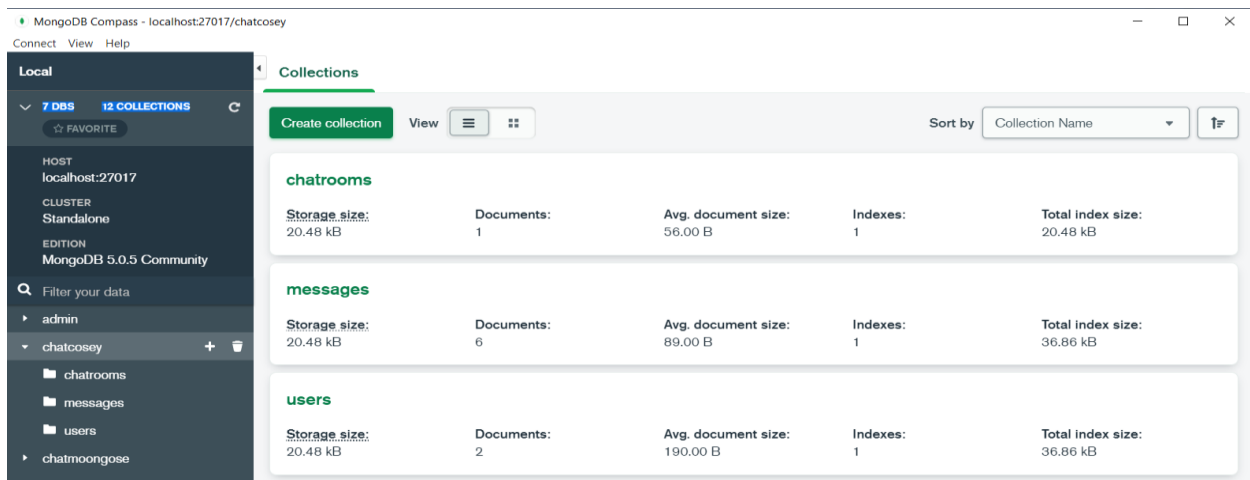 MongoDB Compass - localhost:27017/chatcosey
Connect View Help
Local
Collections
7 DBS 12 COLLECTIONS
FAVORITE
Create collection
View
Sort by
Collection Name
HOST
localhost:27017
CLUSTER
Standalone
EDITION
MongoDB 5.0.5 Community
Filter your data
admin
chatcosey
chatrooms
messages
users
chatmoongose
chatrooms
Storage size: Documents: Avg. document size: Indexes: Total index size:
20.48 kB 1 56.00 B 1 20.48 kB
messages
Storage size: Documents: Avg. document size: Indexes: Total index size:
20.48 kB 6 89.00 B 1 36.86 kB
users
Storage size: Documents: Avg. document size: Indexes: Total index size:
20.48 kB 2 190.00 B 1 36.86 kB